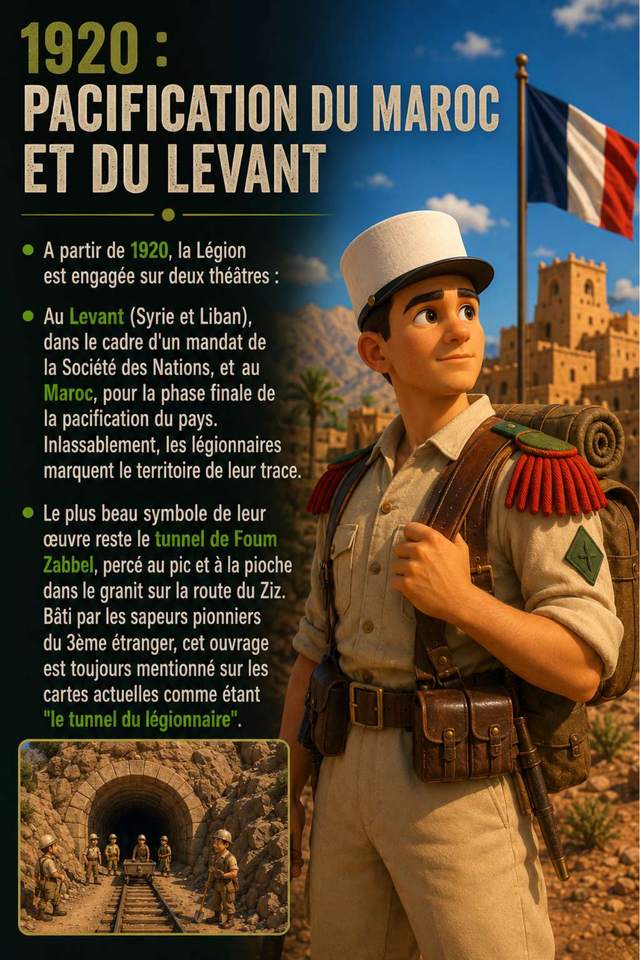 1920 :
PACIFICATION DU MAROC
ET DU LEVANT
A partir de 1920, la Légion
est engagée sur deux théâtres :
Au Levant (Syrie et Liban),
dans le cadre d'un mandat de
la Société des Nations, et au
Maroc, pour la phase finale de
la pacification du pays.
Inlassablement, les légionnaires
marquent le territoire de leur trace.
Le plus beau symbole de leur
œuvre reste le tunnel de Foum
Zabbel, percé au pic et à la pioche
dans le granit sur la route du Ziz.
Bâti par les sapeurs pionniers
du 3ème étranger, cet ouvrage
est toujours mentionné sur les
cartes actuelles comme étant
"le tunnel du légionnaire".